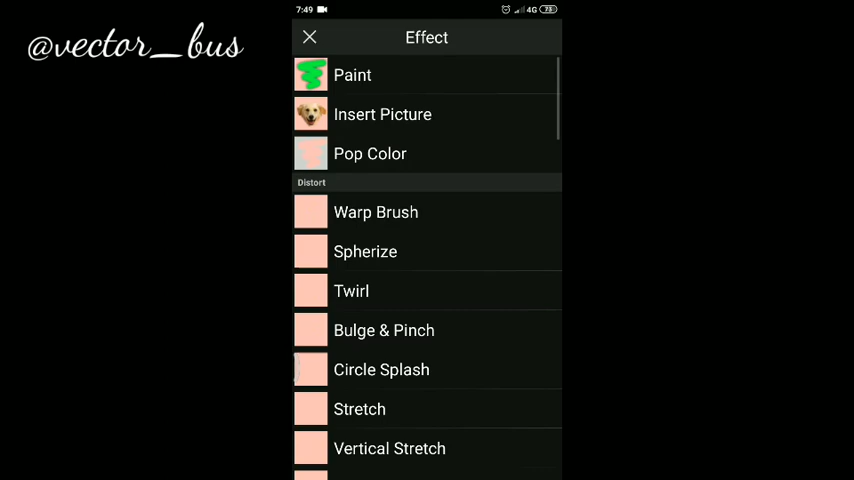 @vector_bus
7:49
4G 73
Effect
Paint
Insert Picture
Pop Color
Distort
Warp Brush
Spherize
Twirl
Bulge & Pinch
Circle Splash
Stretch
Vertical Stretch